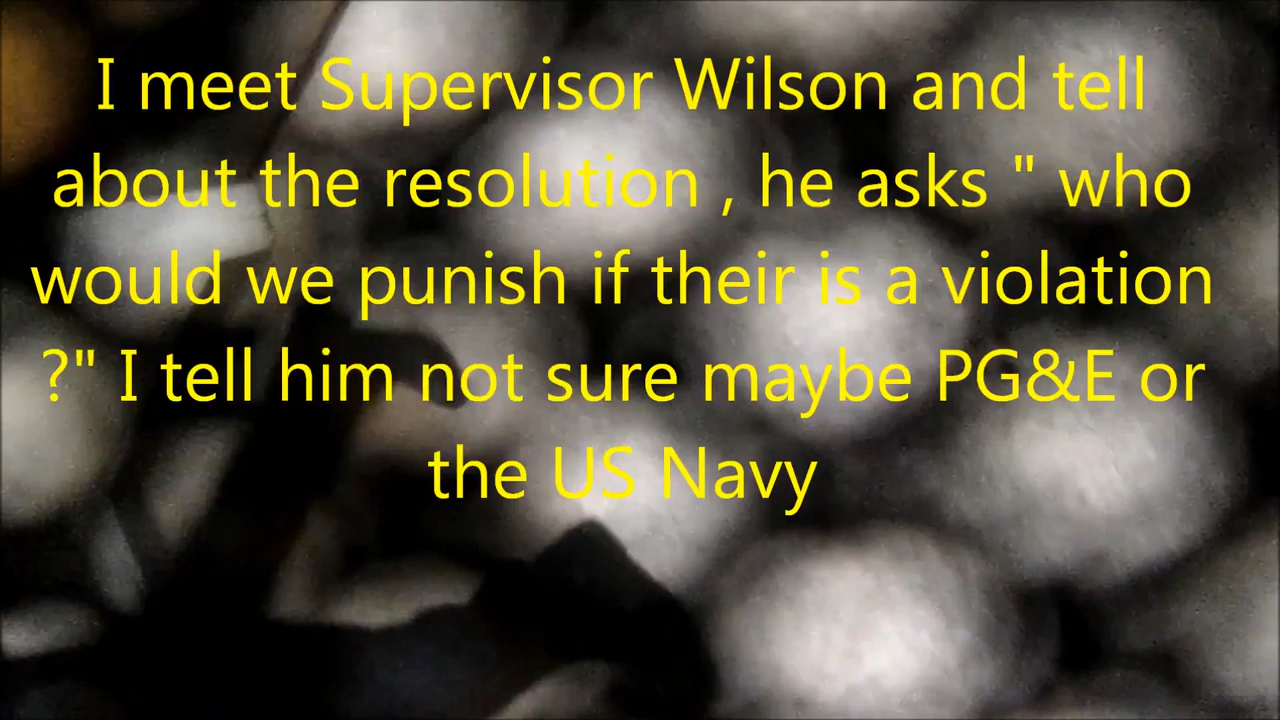 I meet Supervisor Wilson and tell
about the resolution , he asks " who
would we punish if their is a violation
?" I tell him not sure maybe PG&E or
the US Navy